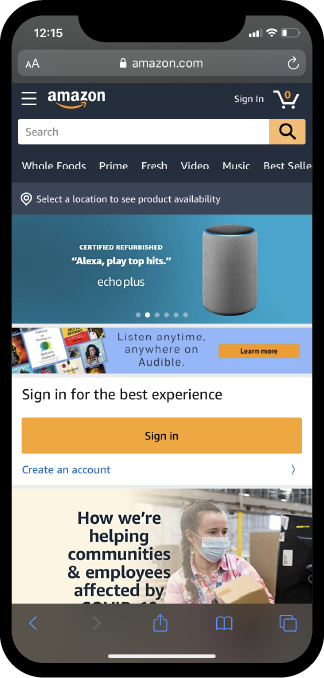 12:15
AA
amazon.com
amazon
Sign In
0
Search
Whole Foods Prime Fresh Video Music Best Selle
Select a location to see product availability
CERTIFIED REFURBISHED
“Alexa, play top hits.”
echo plus
Listen anytime,
anywhere on
Audible.
Learn more
Sign in for the best experience
Sign in
Create an account
How we’re
helping
communities
& employees
affected by
COVID-19